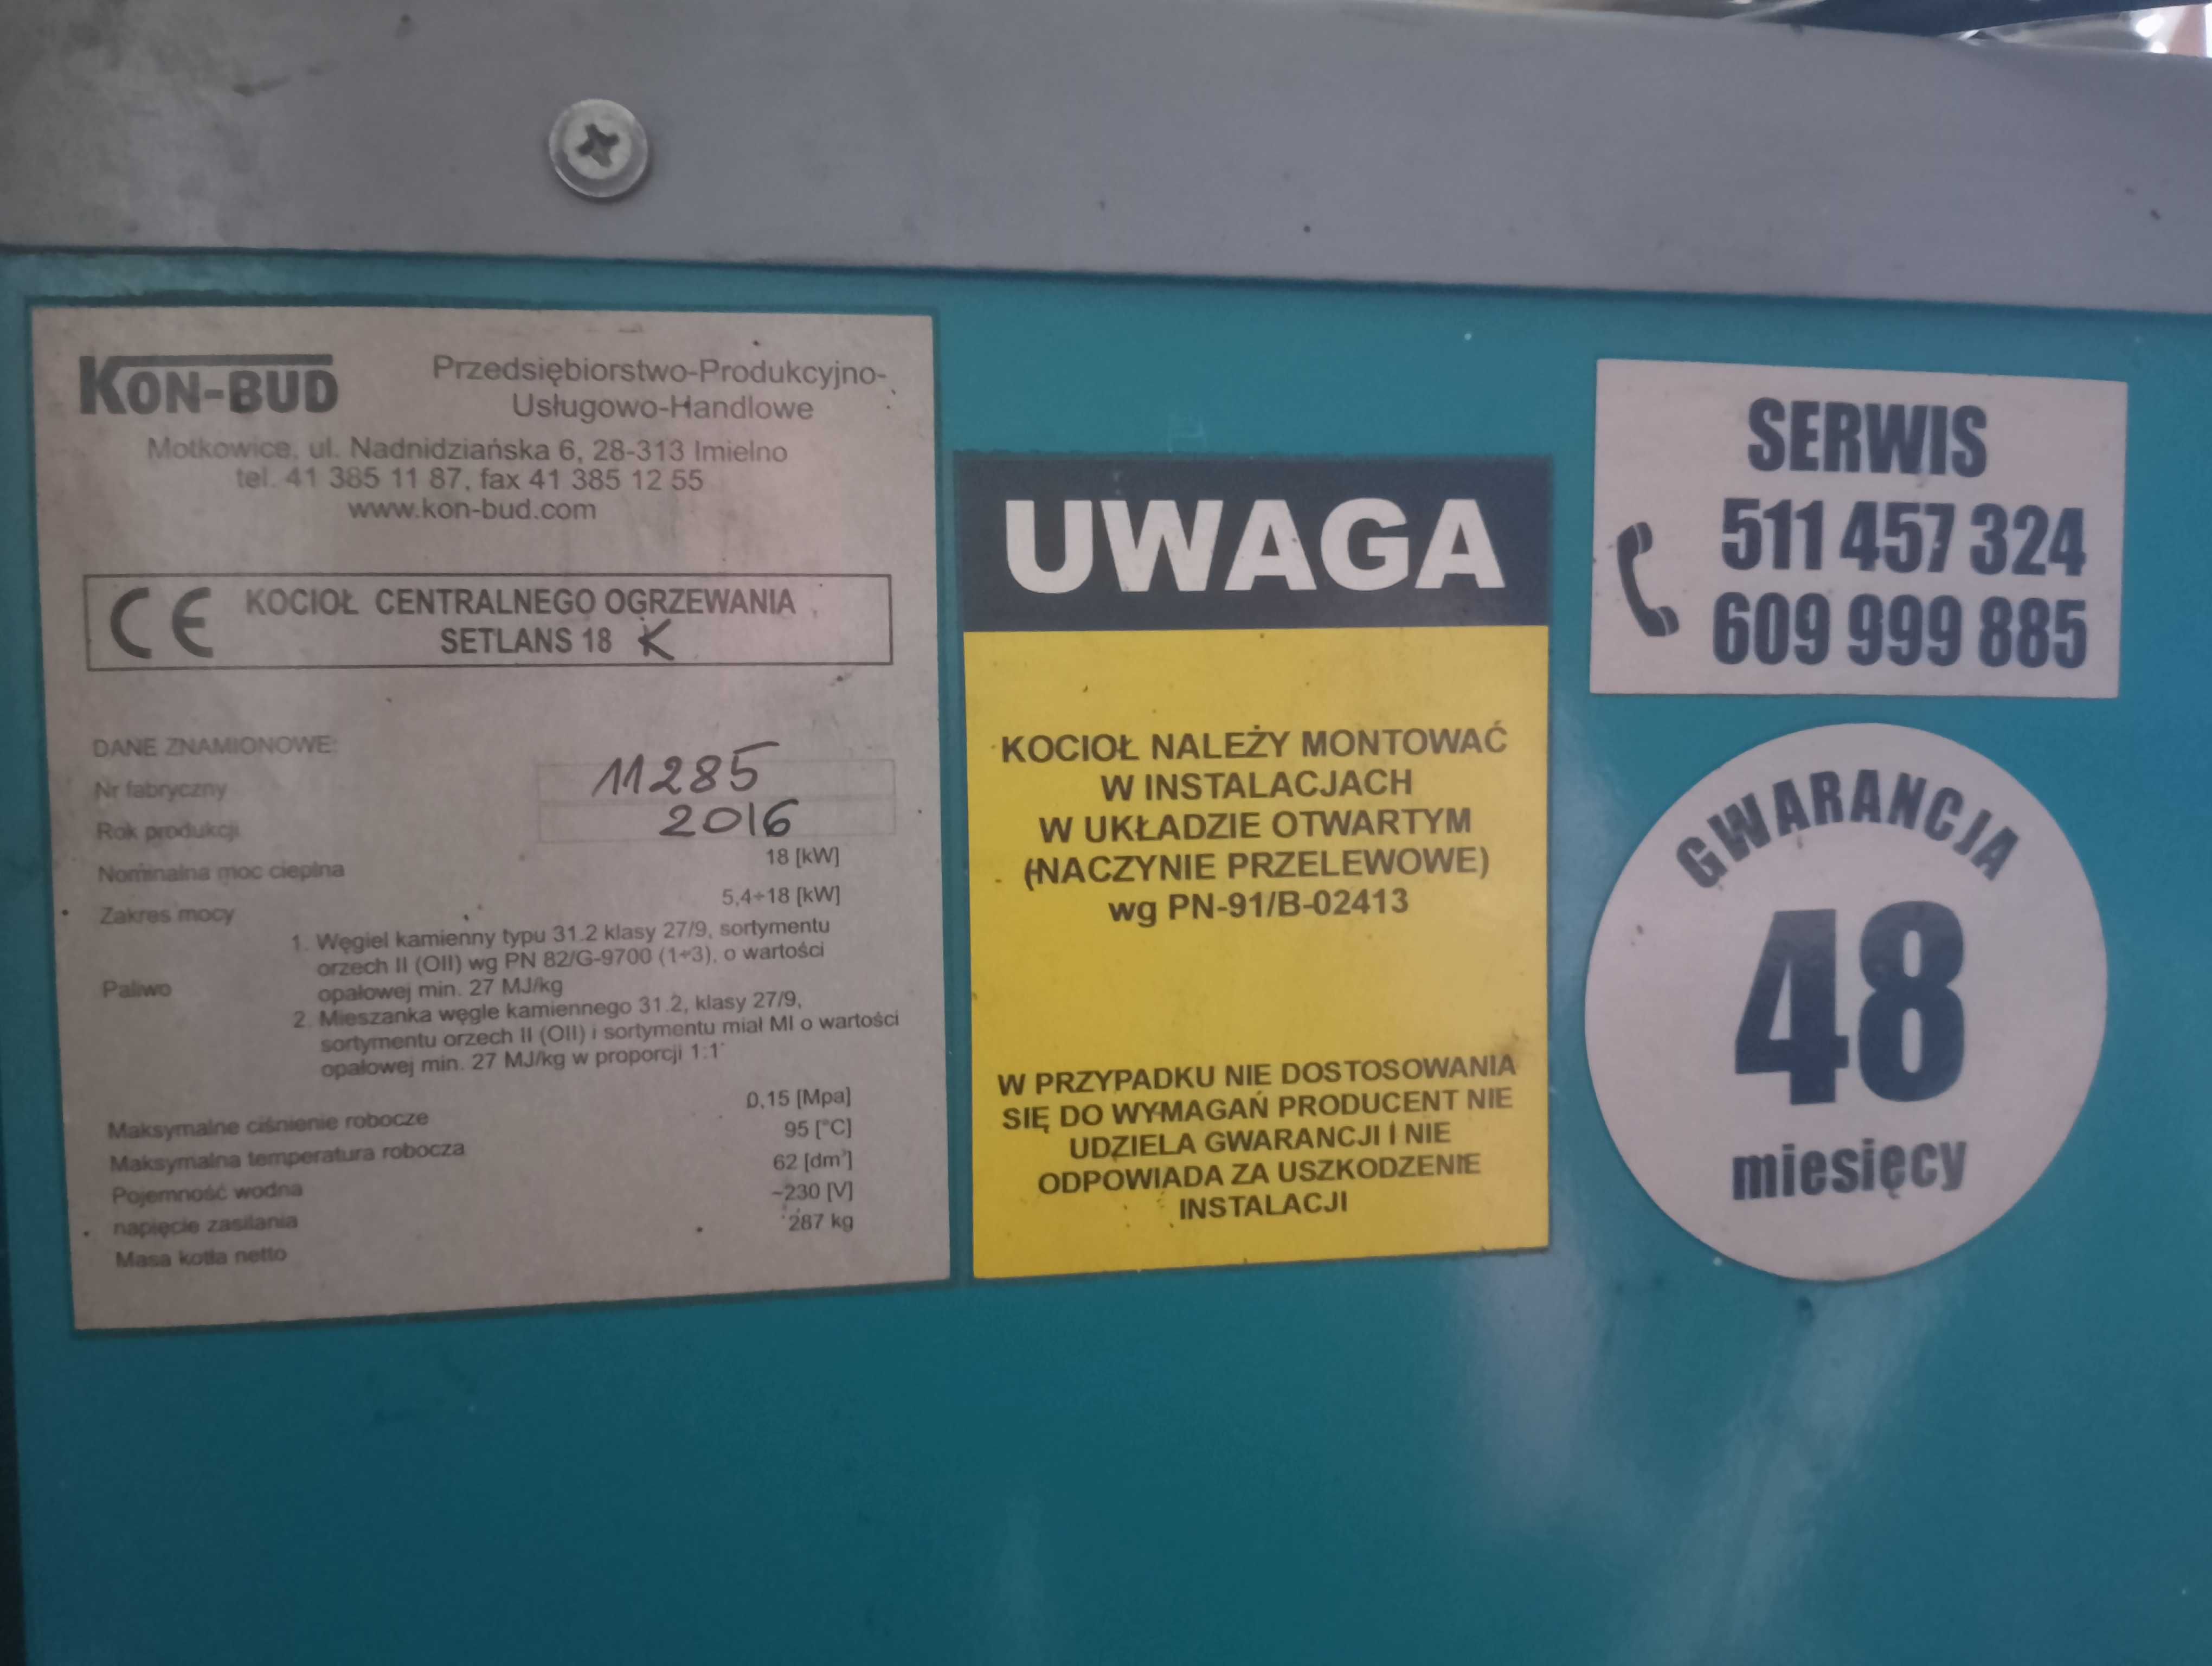 KON-BUD
Przedsiębiorstwo-Produkcyjno-
Usługowo-Handlowe
Motkowice, ul. Nadnidziańska 6, 28-313 Imielno
tel. 41 385 11 87, fax 41 385 12 55
www.kon-bud.com
CE
KOCIOŁ CENTRALNEGO OGRZEWANIA
SETLANS 18 K
DANE ZNAMIONOWE:
Nr fabryczny 11285
Rok produkcji 2016
Nominalna moc cieplna 18 [kW]
Zakres mocy 5,4÷18 [kW]
Paliwo
1. Węgiel kamienny typu 31.2 klasy 27/9, sortymentu
orzech II (OII) wg PN 82/G-9700 (1÷3), o wartości
opałowej min. 27 MJ/kg
2. Mieszanka węgle kamiennego 31.2, klasy 27/9,
sortymentu orzech II (OII) i sortymentu miał MI o wartości
opałowej min. 27 MJ/kg w proporcji 1:1
Maksymalne ciśnienie robocze 0,15 [Mpa]
Maksymalna temperatura robocza 95 [°C]
Pojemność wodna 62 [dm³]
napięcie zasilania ~230 [V]
Masa kotła netto 287 kg
UWAGA
KOCIOŁ NALEŻY MONTOWAĆ
W INSTALACJACH
W UKŁADZIE OTWARTYM
(NACZYNIE PRZELEWOWE)
wg PN-91/B-02413
W PRZYPADKU NIE DOSTOSOWANIA
SIĘ DO WYMAGAŃ PRODUCENT NIE
UDZIELA GWARANCJI I NIE
ODPOWIADA ZA USZKODZENIE
INSTALACJI
SERWIS
511 457 324
609 999 885
GWARANCJA
48
miesięcy